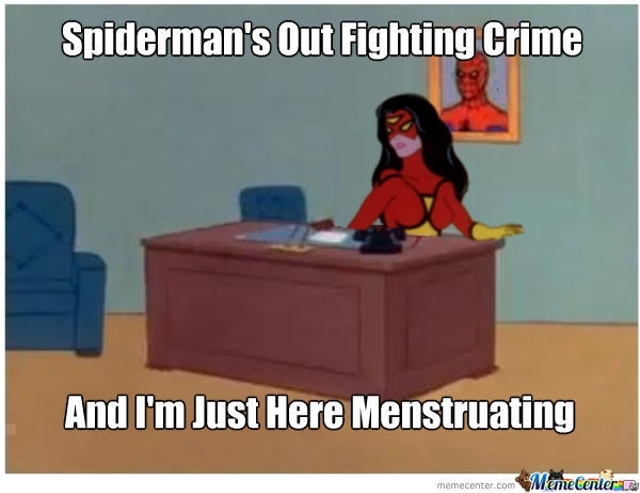 Spiderman's Out Fighting Crime
And I'm Just Here Menstruating
memecenter.com MemeCenter